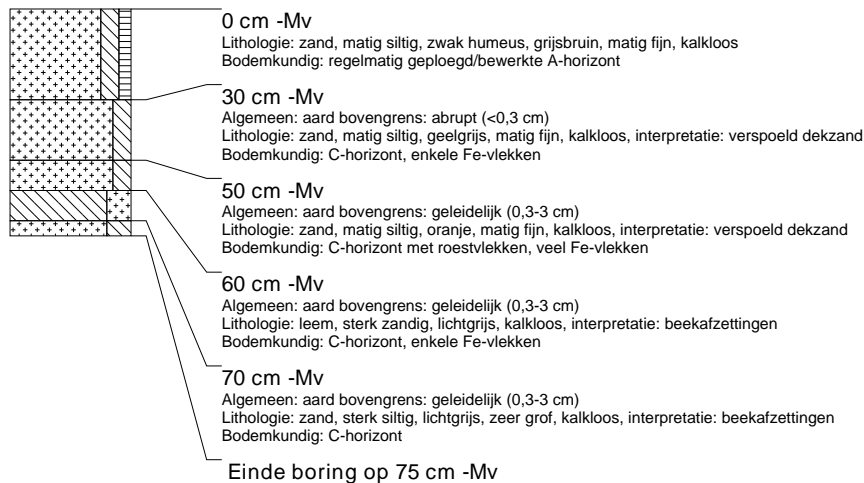 0 cm -Mv
Lithologie: zand, matig siltig, zwak humeus, grijsbruin, matig fijn, kalkloos
Bodemkundig: regelmatig geploegd/bewerkte A-horizont
30 cm -Mv
Algemeen: aard bovengrens: abrupt (<0,3 cm)
Lithologie: zand, matig siltig, geelgrijs, matig fijn, kalkloos, interpretatie: verspoeld dekzand
Bodemkundig: C-horizont, enkele Fe-vlekken
50 cm -Mv
Algemeen: aard bovengrens: geleidelijk (0,3-3 cm)
Lithologie: zand, matig siltig, oranje, matig fijn, kalkloos, interpretatie: verspoeld dekzand
Bodemkundig: C-horizont met roestvlekken, veel Fe-vlekken
60 cm -Mv
Algemeen: aard bovengrens: geleidelijk (0,3-3 cm)
Lithologie: leem, sterk zandig, lichtgrijs, kalkloos, interpretatie: beekafzettingen
Bodemkundig: C-horizont, enkele Fe-vlekken
70 cm -Mv
Algemeen: aard bovengrens: geleidelijk (0,3-3 cm)
Lithologie: zand, sterk siltig, lichtgrijs, zeer grof, kalkloos, interpretatie: beekafzettingen
Bodemkundig: C-horizont
Einde boring op 75 cm -Mv